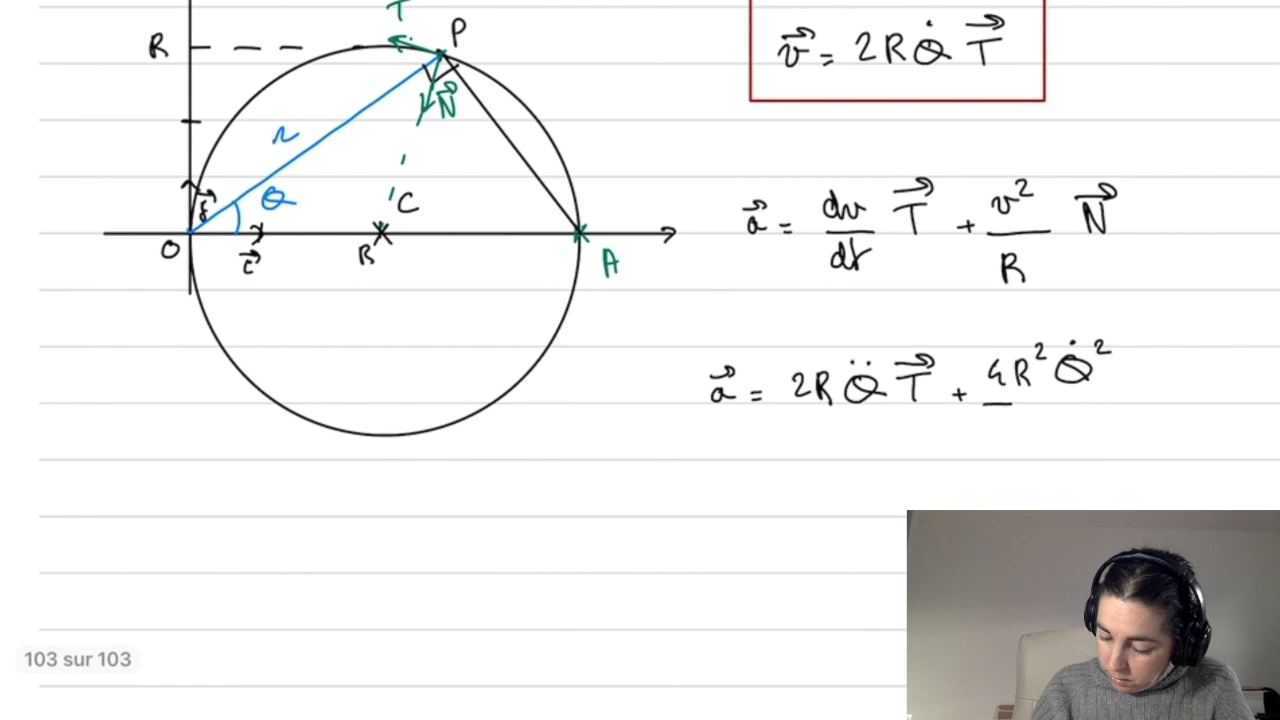 T
R
P
v⃗ = 2Rθ̇ T⃗
N⃗
r
θ
C
j⃗
a⃗ = dv/dt T⃗ + v²/R N⃗
O
i⃗
R
A
a⃗ = 2Rθ̈ T⃗ + 4R²θ̇²
103 sur 103